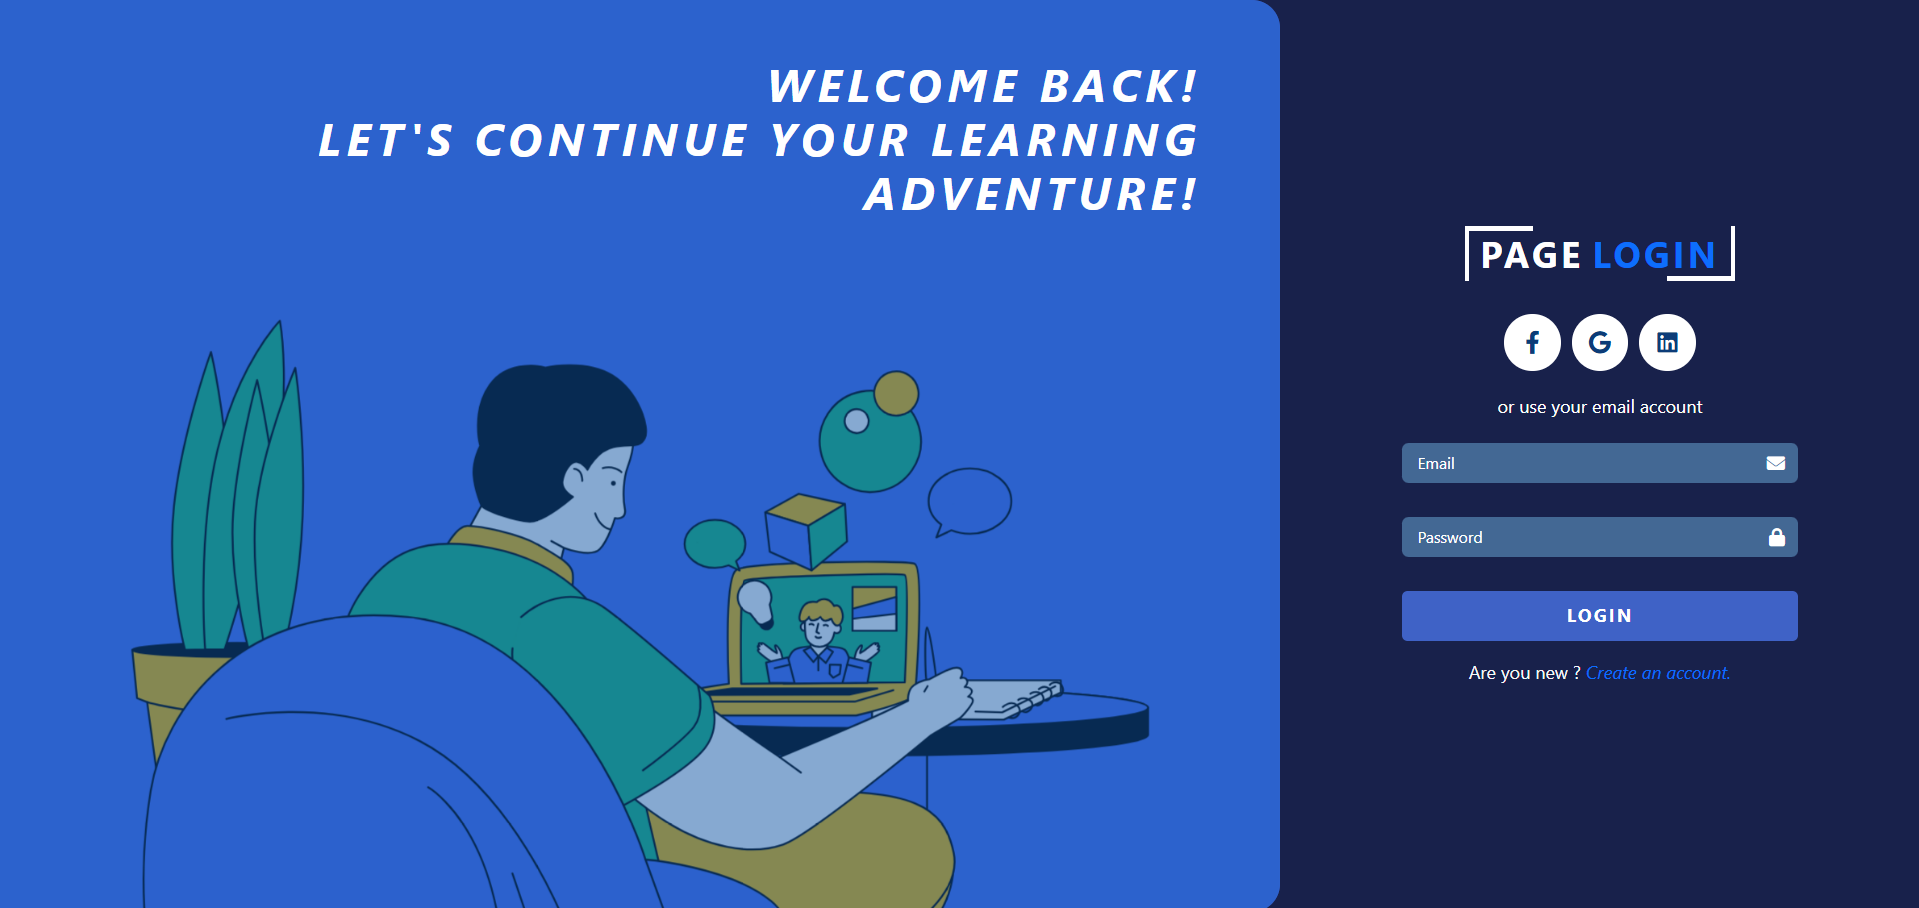 WELCOME BACK!
LET'S CONTINUE YOUR LEARNING
ADVENTURE!
PAGE LOGIN
or use your email account
Email
Password
LOGIN
Are you new ? Create an account.